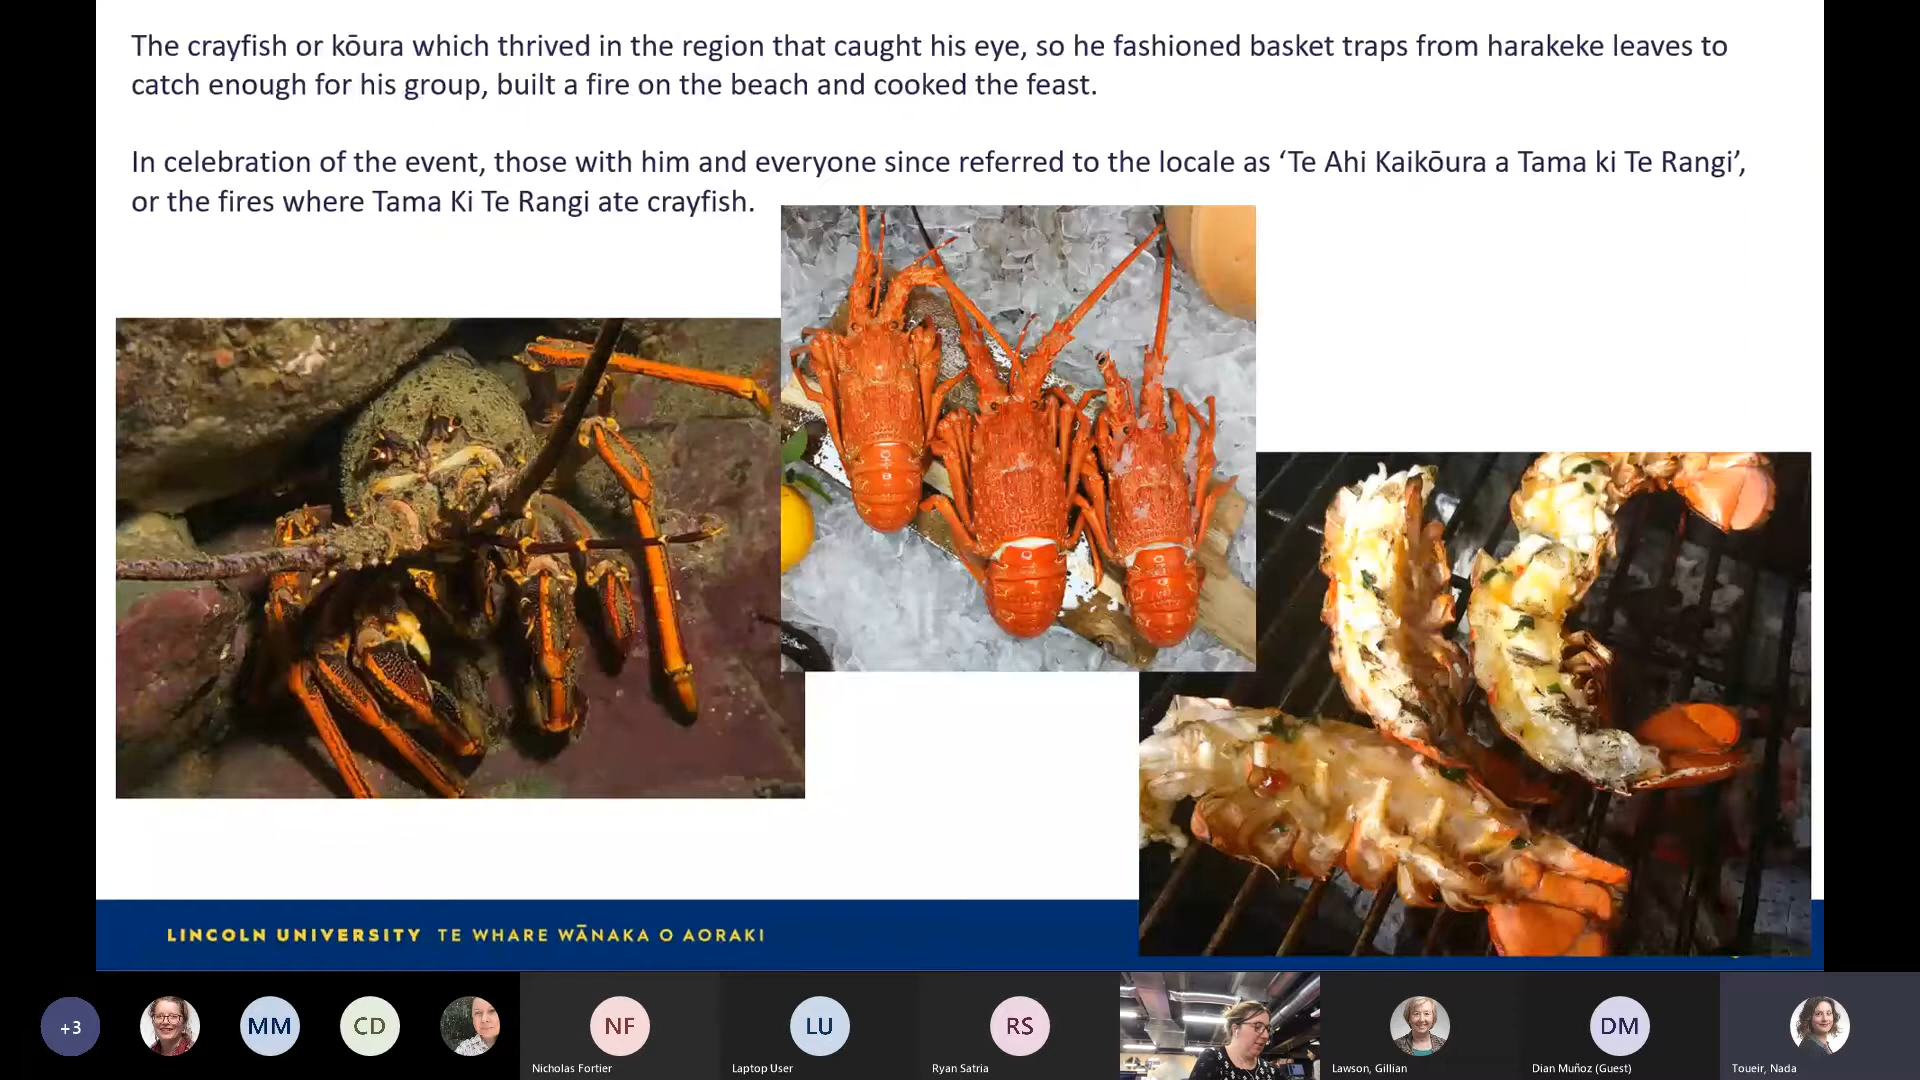 The crayfish or kōura which thrived in the region that caught his eye, so he fashioned basket traps from harakeke leaves to
catch enough for his group, built a fire on the beach and cooked the feast.
In celebration of the event, those with him and everyone since referred to the locale as ‘Te Ahi Kaikōura a Tama ki Te Rangi’,
or the fires where Tama Ki Te Rangi ate crayfish.
LINCOLN UNIVERSITY TE WHARE WĀNAKA O AORAKI
+3 MM CD NF LU RS DM
Nicholas Fortier Laptop User Ryan Satria Lawson, Gillian Dian Muñoz (Guest) Toueir, Nada